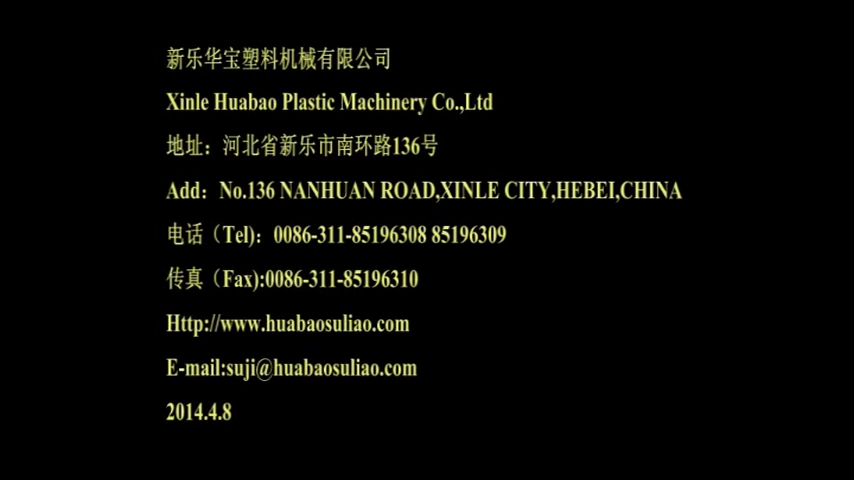 新乐华宝塑料机械有限公司
Xinle Huabao Plastic Machinery Co.,Ltd
地址：河北省新乐市南环路136号
Add：No.136 NANHUAN ROAD,XINLE CITY,HEBEI,CHINA
电话（Tel)：0086-311-85196308 85196309
传真（Fax):0086-311-85196310
Http://www.huabaosuliao.com
E-mail:suji@huabaosuliao.com
2014.4.8